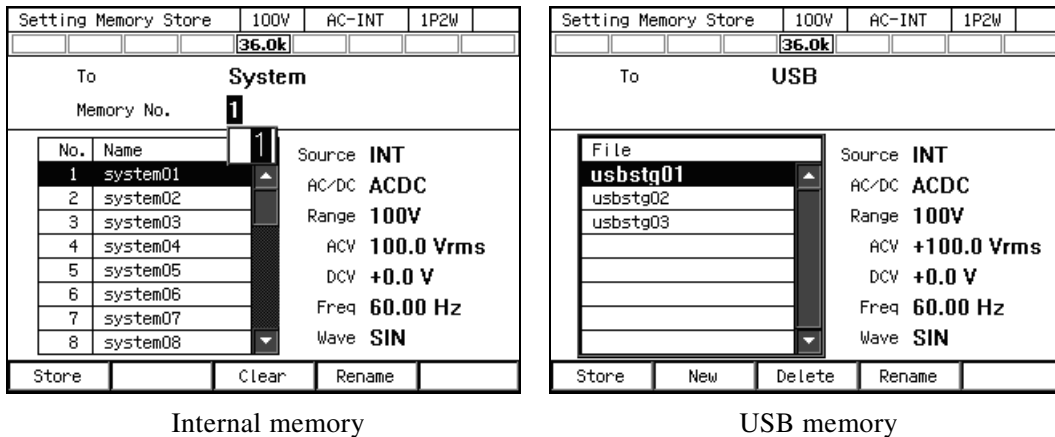 Setting Memory Store 100V AC-INT 1P2W
36.0k
To System
Memory No. 1
1
No. Name
1 system01
2 system02
3 system03
4 system04
5 system05
6 system06
7 system07
8 system08
Source INT
AC/DC ACDC
Range 100V
ACV 100.0 Vrms
DCV +0.0 V
Freq 60.00 Hz
Wave SIN
Store Clear Rename
Internal memory
Setting Memory Store 100V AC-INT 1P2W
36.0k
To USB
File
usbstg01
usbstg02
usbstg03
Source INT
AC/DC ACDC
Range 100V
ACV +100.0 Vrms
DCV +0.0 V
Freq 60.00 Hz
Wave SIN
Store New Delete Rename
USB memory